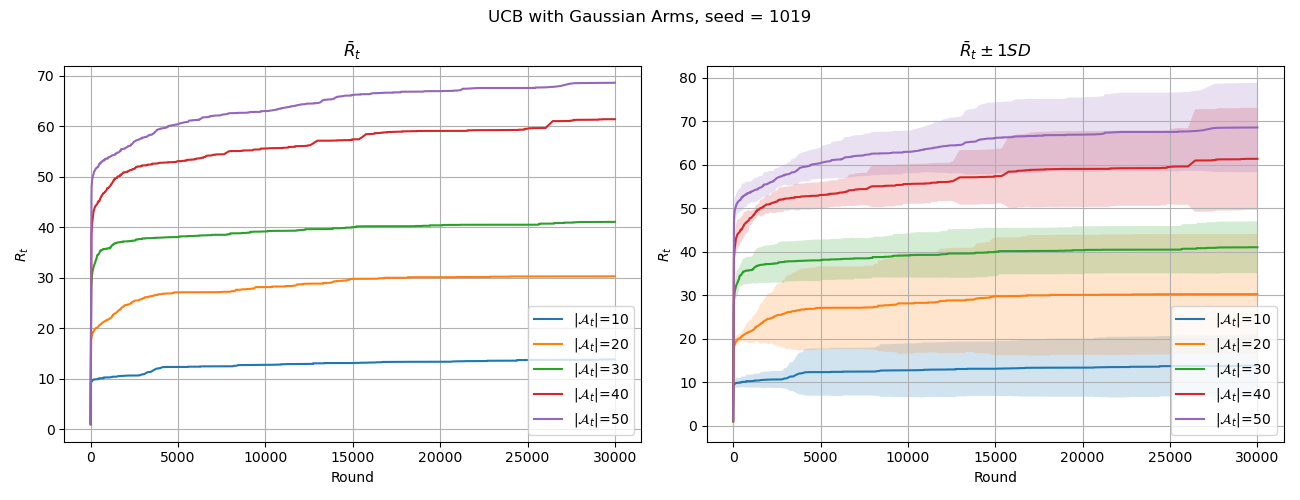 UCB with Gaussian Arms, seed = 1019
R̄ₜ
70
60
50
40
30
20
10
0
Rₜ
0 5000 10000 15000 20000 25000 30000
Round
|𝒜ₜ|=10
|𝒜ₜ|=20
|𝒜ₜ|=30
|𝒜ₜ|=40
|𝒜ₜ|=50
R̄ₜ ± 1SD
80
70
60
50
40
30
20
10
0
Rₜ
0 5000 10000 15000 20000 25000 30000
Round
|𝒜ₜ|=10
|𝒜ₜ|=20
|𝒜ₜ|=30
|𝒜ₜ|=40
|𝒜ₜ|=50